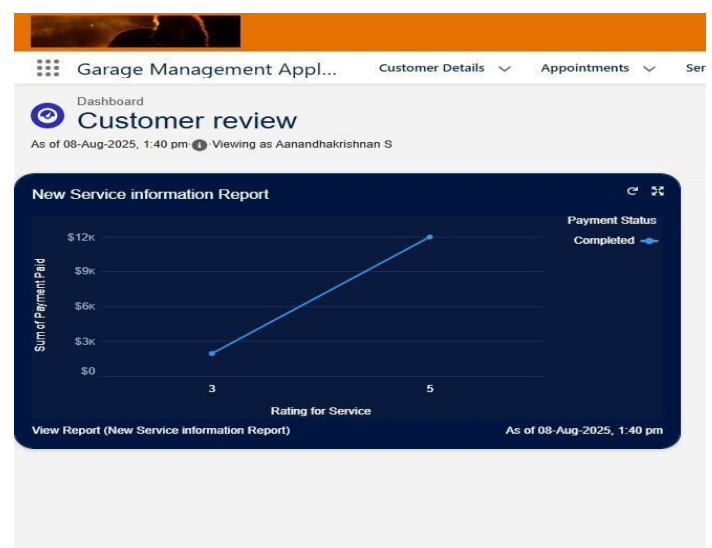 Garage Management Appl...
Customer Details
Appointments
Ser
Dashboard
Customer review
As of 08-Aug-2025, 1:40 pm Viewing as Aanandhakrishnan S
New Service information Report
Payment Status
Completed
Sum of Payment Paid
$12K
$9K
$6K
$3K
$0
3
5
Rating for Service
View Report (New Service information Report)
As of 08-Aug-2025, 1:40 pm